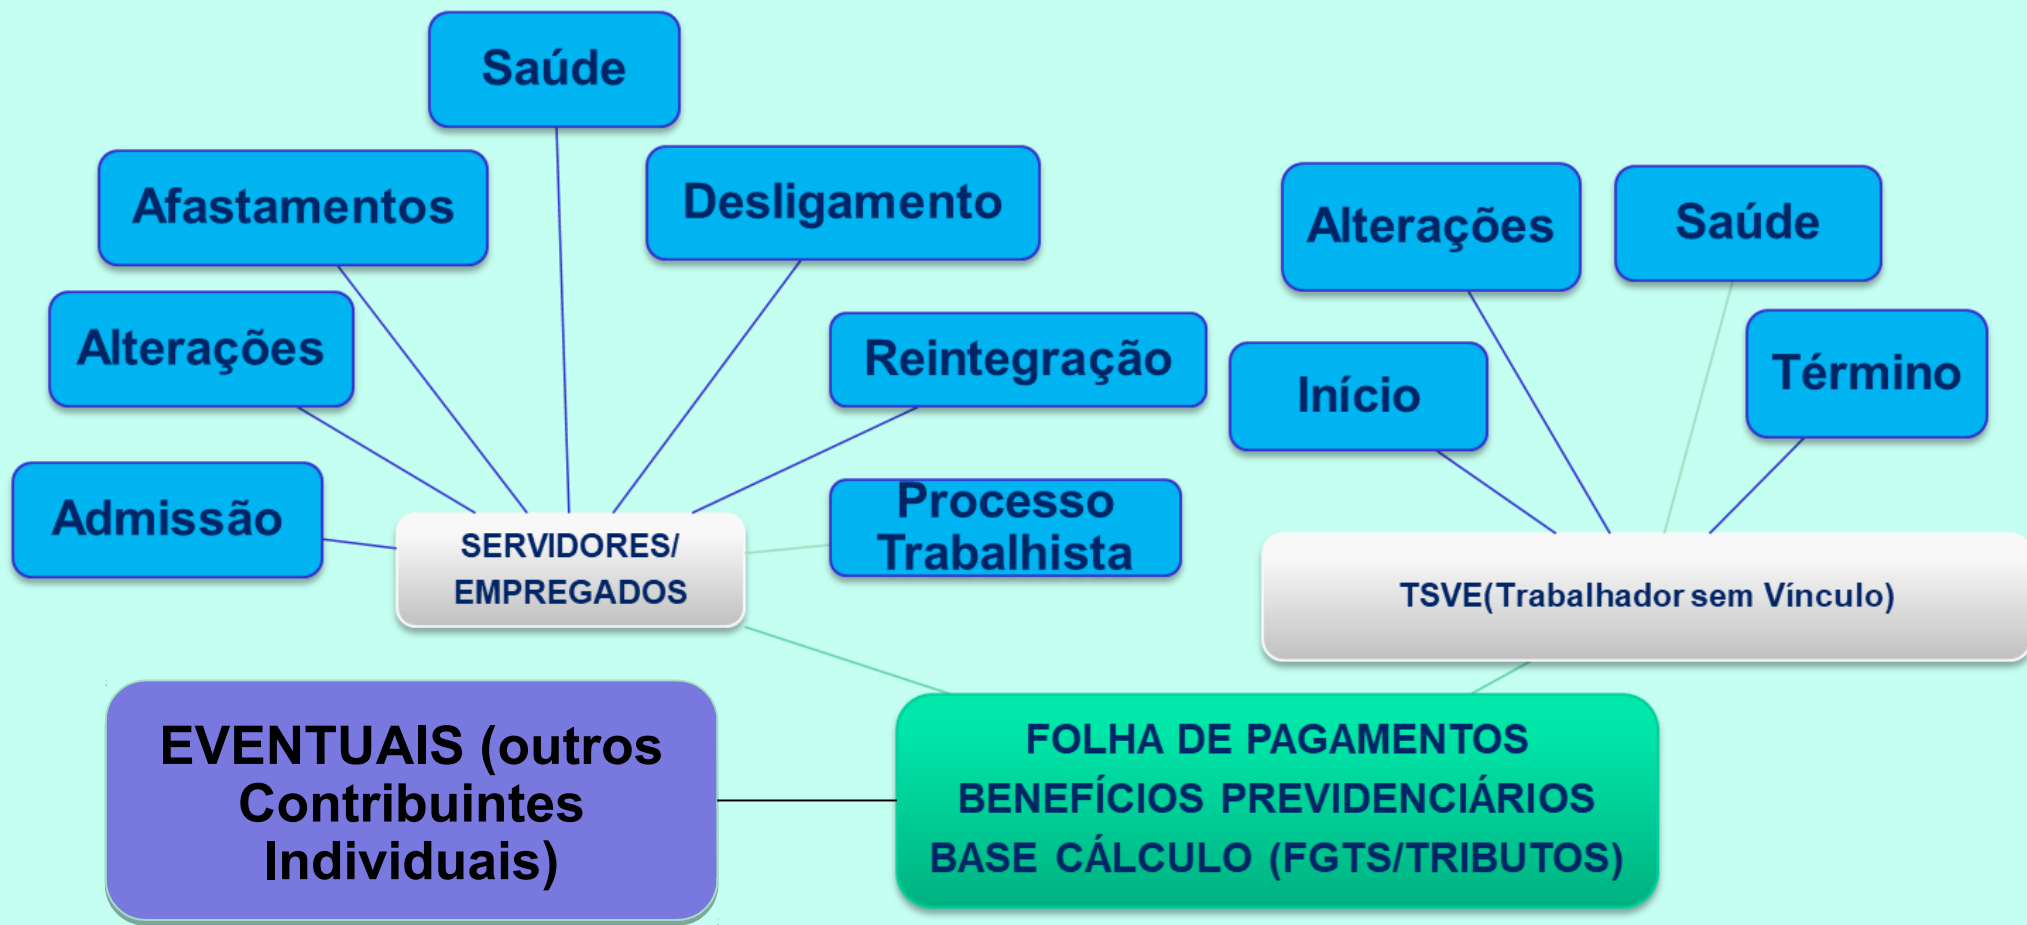 Saúde
Afastamentos
Desligamento
Alterações
Reintegração
Admissão
Processo
Trabalhista
SERVIDORES/
EMPREGADOS
Alterações
Saúde
Início
Término
TSVE(Trabalhador sem Vínculo)
EVENTUAIS (outros
Contribuintes
Individuais)
FOLHA DE PAGAMENTOS
BENEFÍCIOS PREVIDENCIÁRIOS
BASE CÁLCULO (FGTS/TRIBUTOS)